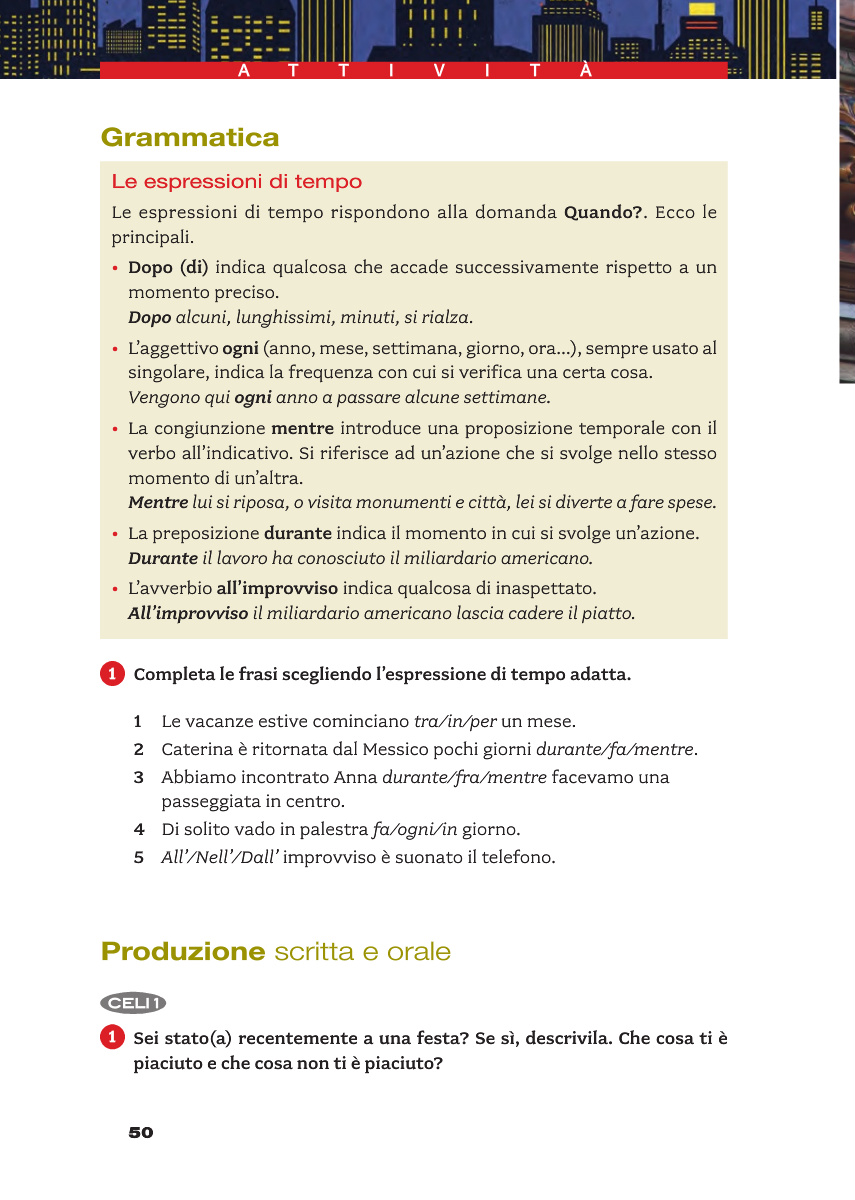 ATTIVITÀ
Grammatica
Le espressioni di tempo
Le espressioni di tempo rispondono alla domanda Quando?. Ecco le
principali.
• Dopo (di) indica qualcosa che accade successivamente rispetto a un
momento preciso.
Dopo alcuni, lunghissimi, minuti, si rialza.
• L’aggettivo ogni (anno, mese, settimana, giorno, ora...), sempre usato al
singolare, indica la frequenza con cui si verifica una certa cosa.
Vengono qui ogni anno a passare alcune settimane.
• La congiunzione mentre introduce una proposizione temporale con il
verbo all’indicativo. Si riferisce ad un’azione che si svolge nello stesso
momento di un’altra.
Mentre lui si riposa, o visita monumenti e città, lei si diverte a fare spese.
• La preposizione durante indica il momento in cui si svolge un’azione.
Durante il lavoro ha conosciuto il miliardario americano.
• L’avverbio all’improvviso indica qualcosa di inaspettato.
All’improvviso il miliardario americano lascia cadere il piatto.
1 Completa le frasi scegliendo l’espressione di tempo adatta.
1 Le vacanze estive cominciano tra/in/per un mese.
2 Caterina è ritornata dal Messico pochi giorni durante/fa/mentre.
3 Abbiamo incontrato Anna durante/fra/mentre facevamo una
passeggiata in centro.
4 Di solito vado in palestra fa/ogni/in giorno.
5 All’/Nell’/Dall’ improvviso è suonato il telefono.
Produzione scritta e orale
CELI 1
1 Sei stato(a) recentemente a una festa? Se sì, descrivila. Che cosa ti è
piaciuto e che cosa non ti è piaciuto?
50